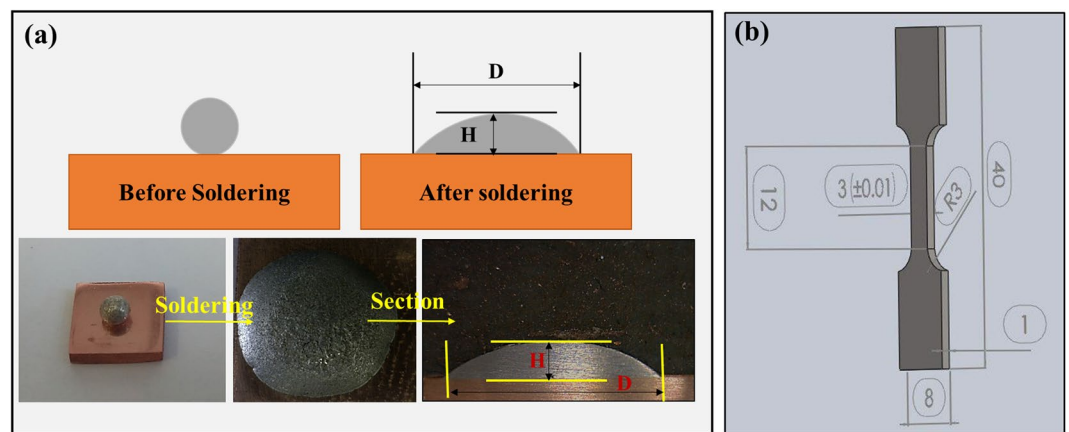 (a)
D
H
Before Soldering
After soldering
Soldering
Section
H
D
(b)
12
3(±0.01)
R3
40
1
8